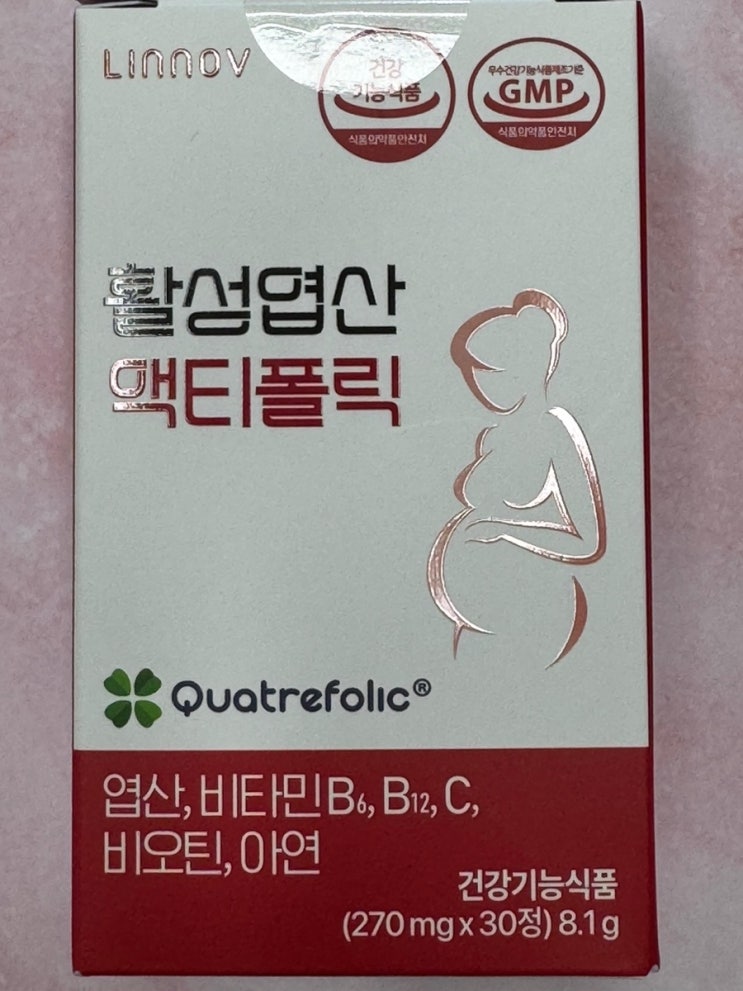 LINNOV
건강
기능식품
식품의약품안전처
우수건강기능식품제조기준
GMP
식품의약품안전처
활성엽산
액티폴릭
Quatrefolic®
엽산, 비타민B6, B12, C,
비오틴, 아연
건강기능식품
(270 mg x 30정) 8.1 g